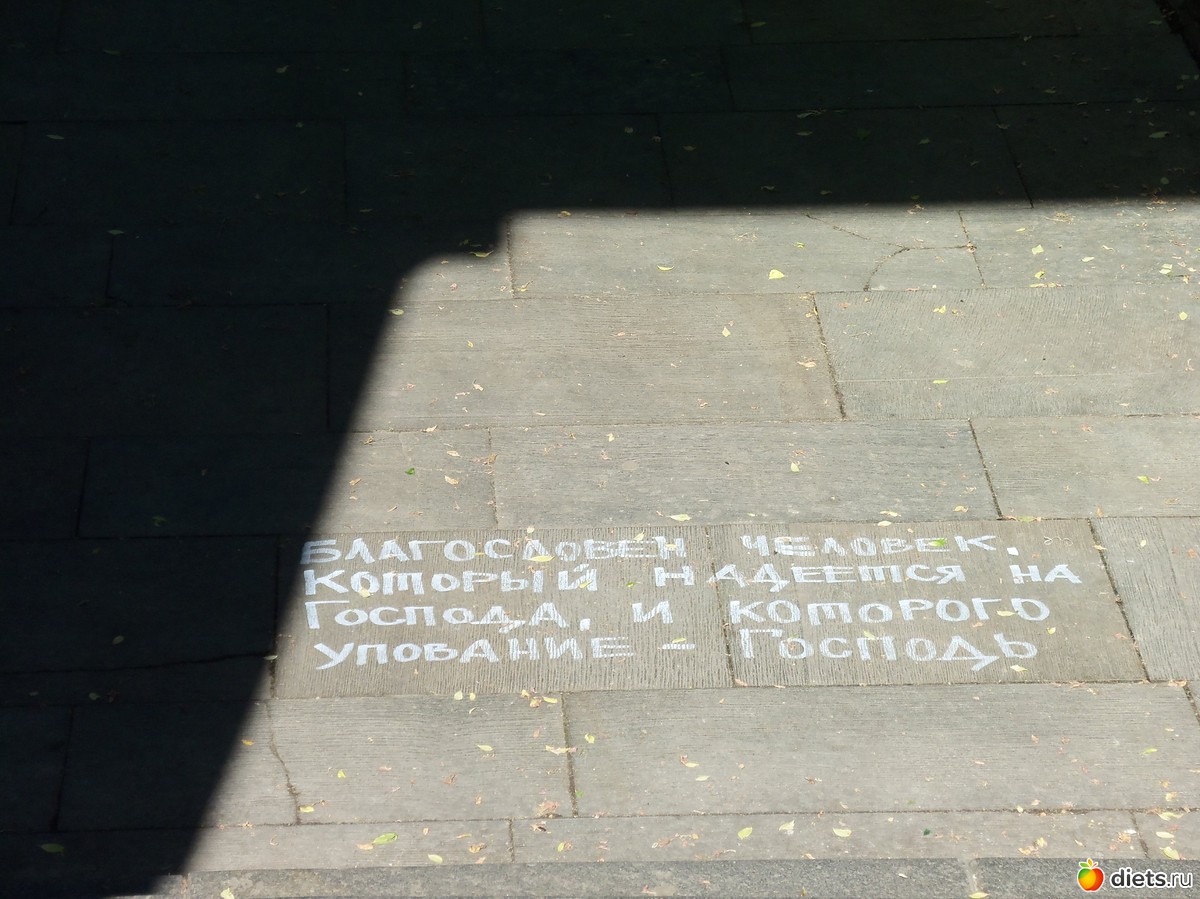 БЛАГОСЛОВЕН ЧЕЛОВЕК,
КОТОРЫЙ НАДЕЕТСЯ НА
ГОСПОДА, И КОТОРОГО
УПОВАНИЕ – ГОСПОДЬ
diets.ru